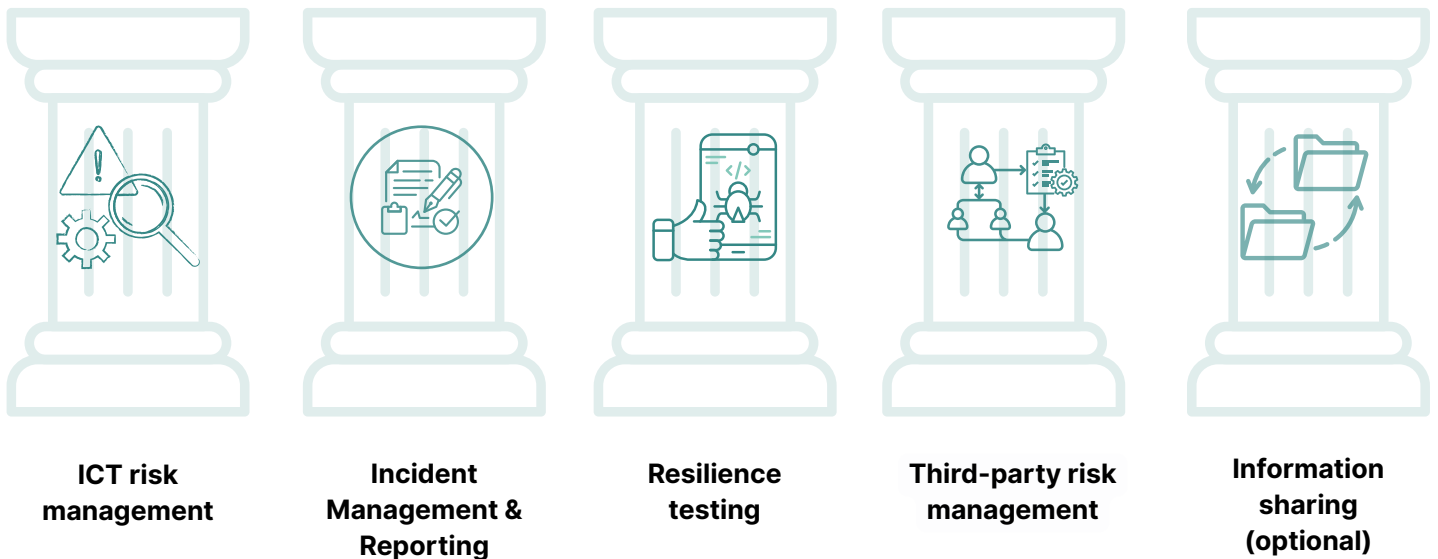 ICT risk
management
Incident
Management &
Reporting
Resilience
testing
Third-party risk
management
Information
sharing
(optional)